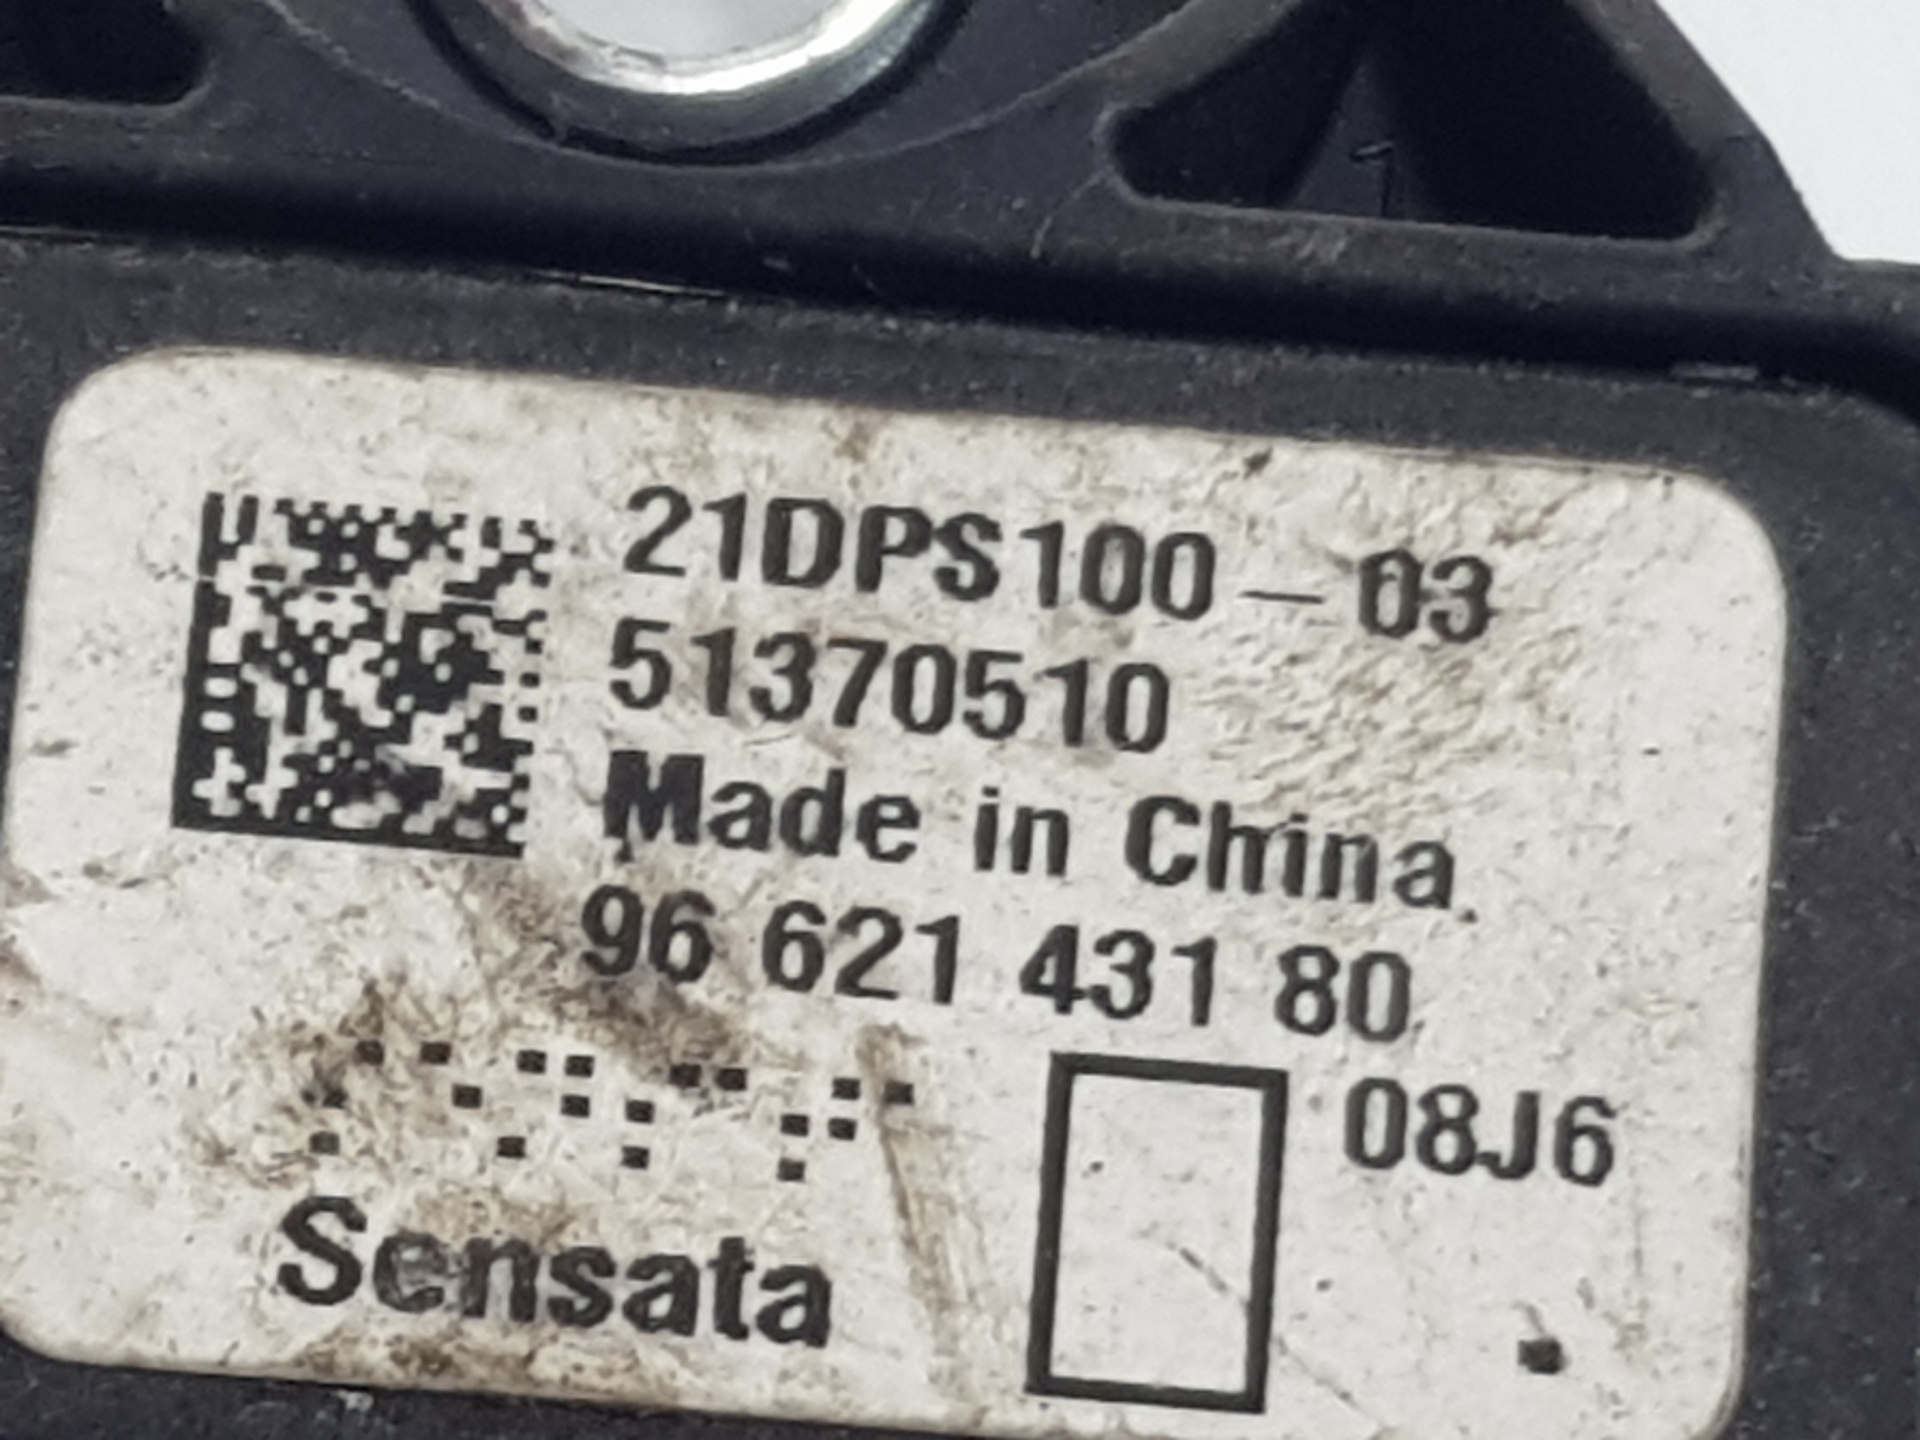 21DPS100-03
51370510
Made in China.
96 621 431 80
08J6
Sensata